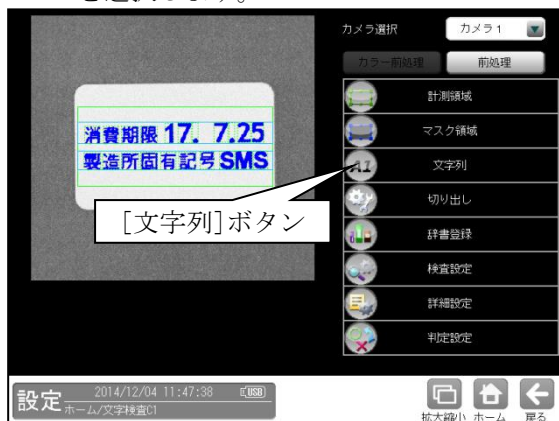 カメラ選択
カメラ1
カラー前処理
前処理
計測領域
マスク領域
文字列
切り出し
辞書登録
検査設定
詳細設定
判定設定
消費期限 17. 7.25
製造所固有記号 SMS
[文字列]ボタン
設定
2014/12/04 11:47:38
USB
ホーム/文字検査C1
拡大縮小
ホーム
戻る